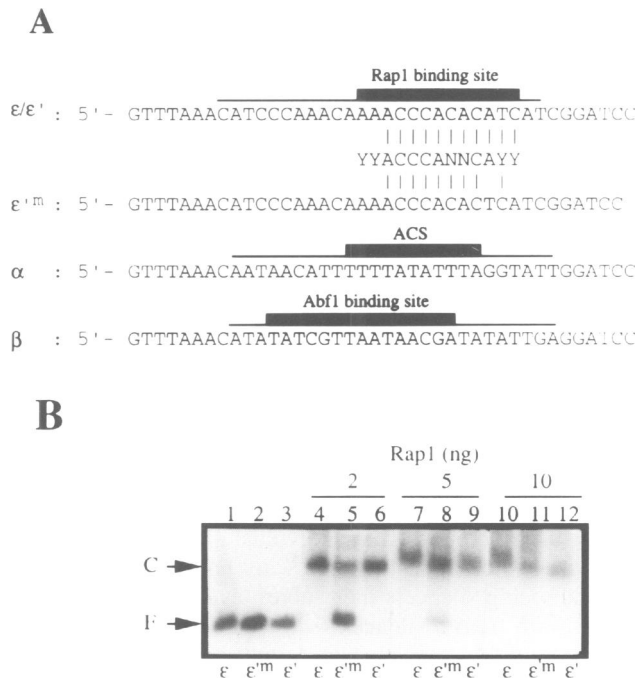 A
Rap1 binding site
ε/ε' : 5'- GTTTAAACATCCCAAACAAAACCCACACATCATCGGATCC
YYACCCANNCAYY
ε'm : 5'- GTTTAAACATCCCAAACAAAACCCACACTCATCGGATCC
ACS
α : 5'- GTTTAAACAATAACATTTTTTATATTTAGGTATTGGATCC
Abf1 binding site
β : 5'- GTTTAAACATATATCGTTAATAACGATATATTGAGGATCC
B
Rap1 (ng)
2 5 10
1 2 3 4 5 6 7 8 9 10 11 12
C
F
ε ε'm ε' ε ε'm ε' ε ε'm ε' ε ε'm ε'